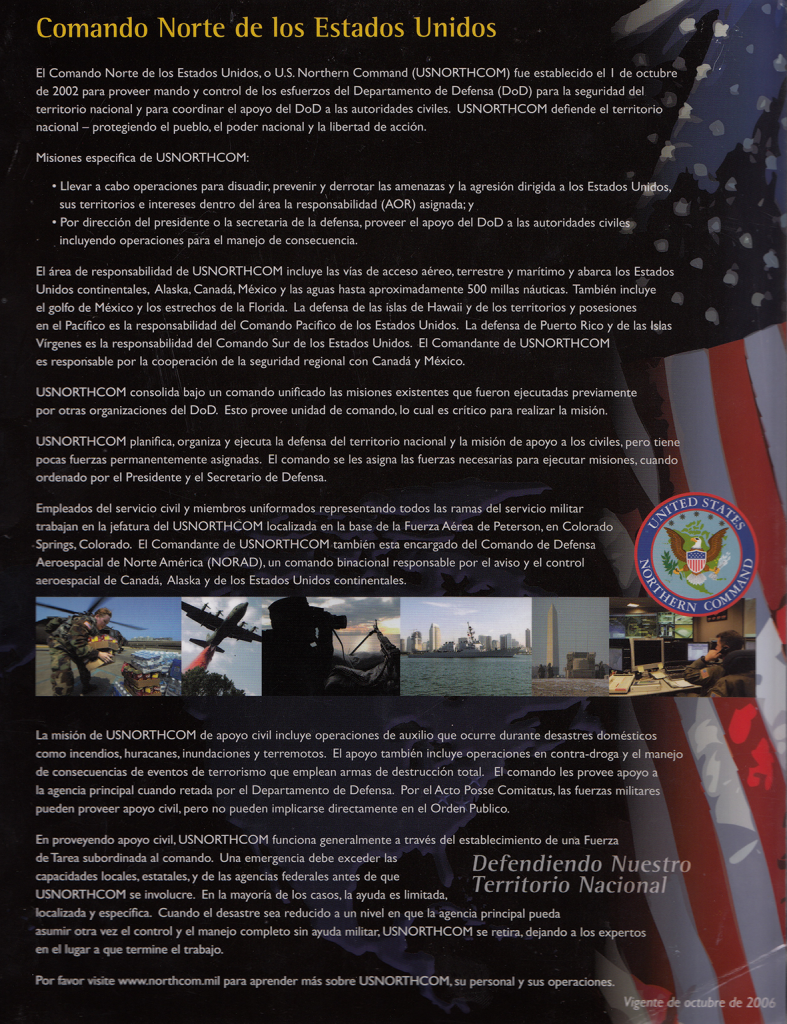 Comando Norte de los Estados Unidos
El Comando Norte de los Estados Unidos, o U.S. Northern Command (USNORTHCOM) fue establecido el 1 de octubre
de 2002 para proveer mando y control de los esfuerzos del Departamento de Defensa (DoD) para la seguridad del
territorio nacional y para coordinar el apoyo del DoD a las autoridades civiles. USNORTHCOM defiende el territorio
nacional – protegiendo el pueblo, el poder nacional y la libertad de acción.
Misiones especifica de USNORTHCOM:
• Llevar a cabo operaciones para disuadir, prevenir y derrotar las amenazas y la agresión dirigida a los Estados Unidos,
sus territorios e intereses dentro del área la responsabilidad (AOR) asignada; y
• Por dirección del presidente o la secretaria de la defensa, proveer el apoyo del DoD a las autoridades civiles
incluyendo operaciones para el manejo de consecuencia.
El área de responsabilidad de USNORTHCOM incluye las vías de acceso aéreo, terrestre y marítimo y abarca los Estados
Unidos continentales, Alaska, Canadá, México y las aguas hasta aproximadamente 500 millas náuticas. También incluye
el golfo de México y los estrechos de la Florida. La defensa de las islas de Hawaii y de los territorios y posesiones
en el Pacífico es la responsabilidad del Comando Pacifico de los Estados Unidos. La defensa de Puerto Rico y de las Islas
Vírgenes es la responsabilidad del Comando Sur de los Estados Unidos. El Comandante de USNORTHCOM
es responsable por la cooperación de la seguridad regional con Canadá y México.
USNORTHCOM consolida bajo un comando unificado las misiones existentes que fueron ejecutadas previamente
por otras organizaciones del DoD. Esto provee unidad de comando, lo cual es crítico para realizar la misión.
USNORTHCOM planifica, organiza y ejecuta la defensa del territorio nacional y la misión de apoyo a los civiles, pero tiene
pocas fuerzas permanentemente asignadas. El comando se les asigna las fuerzas necesarias para ejecutar misiones, cuando
ordenado por el Presidente y el Secretario de Defensa.
Empleados del servicio civil y miembros uniformados representando todos las ramas del servicio militar
trabajan en la jefatura del USNORTHCOM localizada en la base de la Fuerza Aérea de Peterson, en Colorado
Springs, Colorado. El Comandante de USNORTHCOM también esta encargado del Comando de Defensa
Aeroespacial de Norte América (NORAD), un comando binacional responsable por el aviso y el control
aeroespacial de Canadá, Alaska y de los Estados Unidos continentales.
UNITED STATES
NORTHERN COMMAND
La misión de USNORTHCOM de apoyo civil incluye operaciones de auxilio que ocurre durante desastres domésticos
como incendios, huracanes, inundaciones y terremotos. El apoyo también incluye operaciones en contra-droga y el manejo
de consecuencias de eventos de terrorismo que emplean armas de destrucción total. El comando les provee apoyo a
la agencia principal cuando retada por el Departamento de Defensa. Por el Acto Posse Comitatus, las fuerzas militares
pueden proveer apoyo civil, pero no pueden implicarse directamente en el Orden Publico.
En proveyendo apoyo civil, USNORTHCOM funciona generalmente a través del establecimiento de una Fuerza
de Tarea subordinada al comando. Una emergencia debe exceder las
capacidades locales, estatales, y de las agencias federales antes de que
USNORTHCOM se involucre. En la mayoría de los casos, la ayuda es limitada,
localizada y especifica. Cuando el desastre sea reducido a un nivel en que la agencia principal pueda
asumir otra vez el control y el manejo completo sin ayuda militar, USNORTHCOM se retira, dejando a los expertos
en el lugar a que termine el trabajo.
Defendiendo Nuestro
Territorio Nacional
Por favor visite www.northcom.mil para aprender más sobre USNORTHCOM, su personal y sus operaciones.
Vigente de octubre de 2006